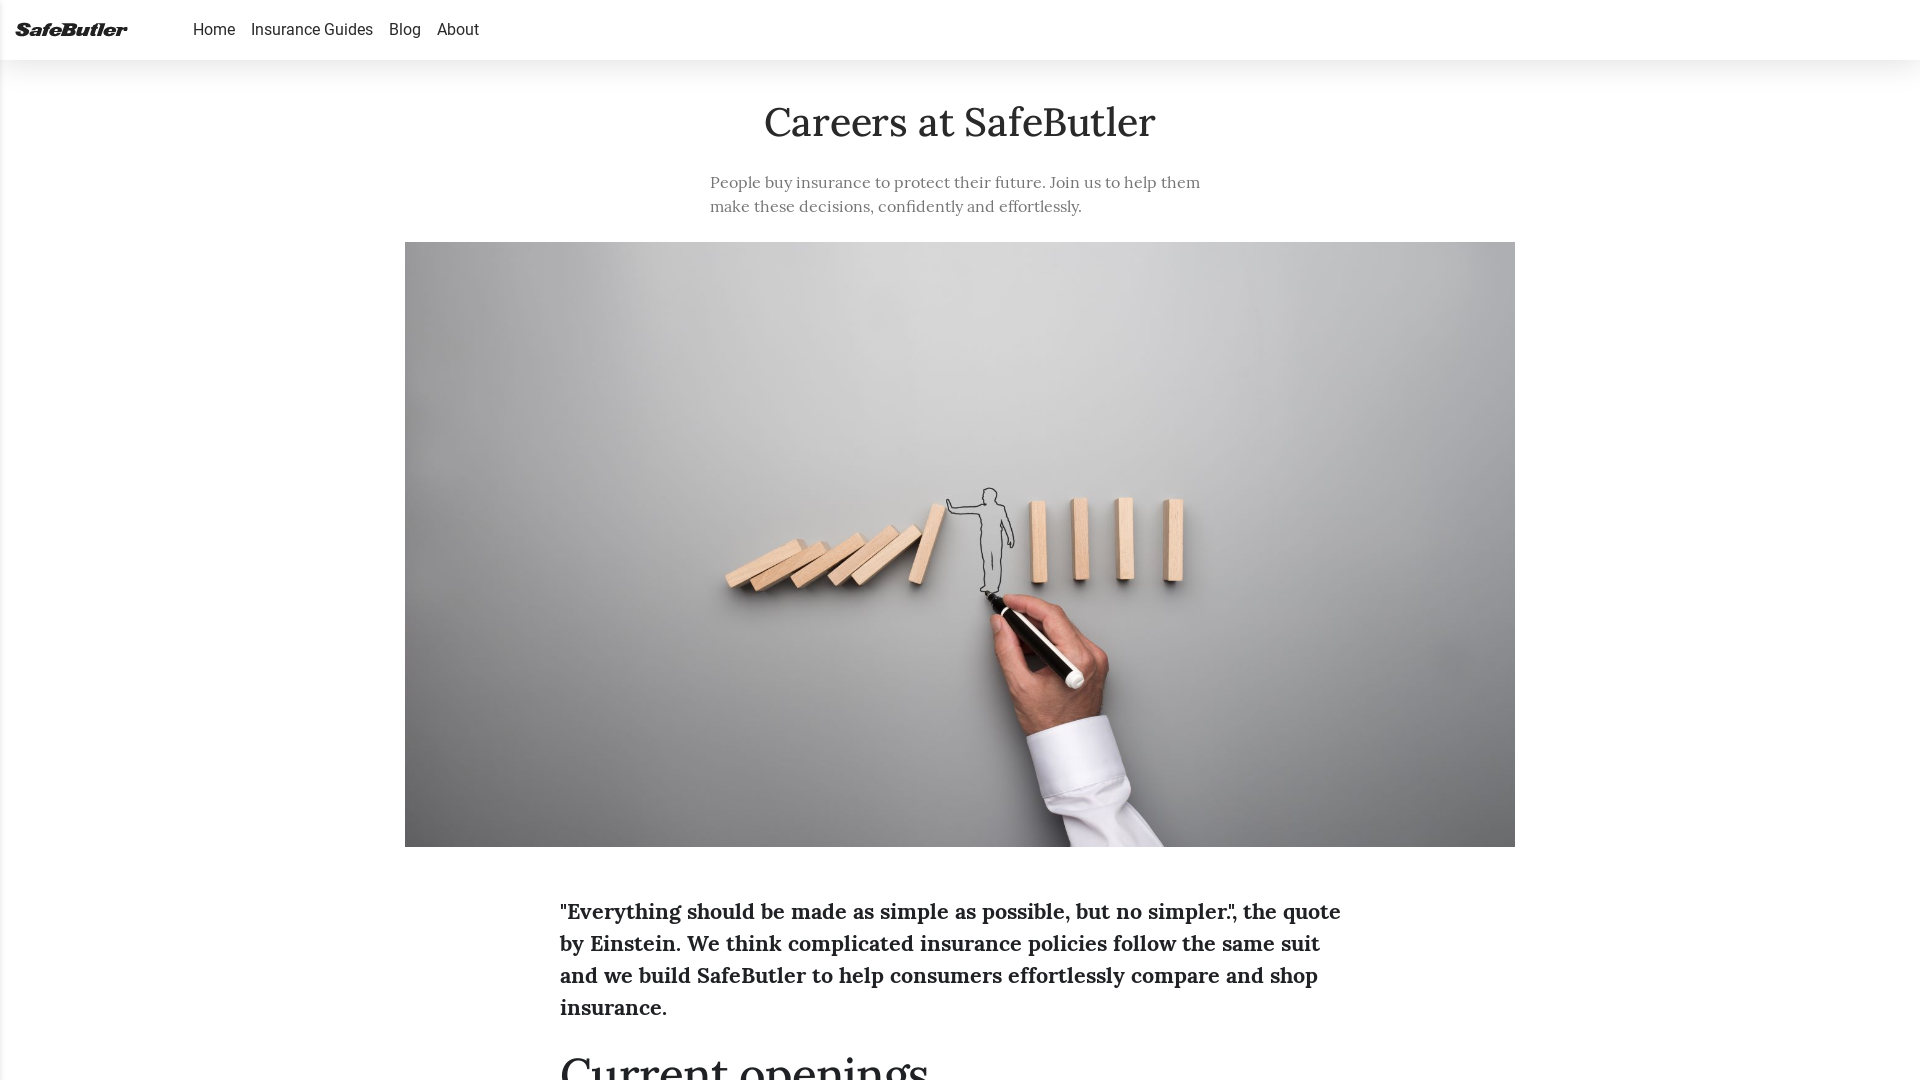 SafeButler
Home Insurance Guides Blog About
Careers at SafeButler
People buy insurance to protect their future. Join us to help them
make these decisions, confidently and effortlessly.
"Everything should be made as simple as possible, but no simpler.", the quote
by Einstein. We think complicated insurance policies follow the same suit
and we build SafeButler to help consumers effortlessly compare and shop
insurance.
Current openings